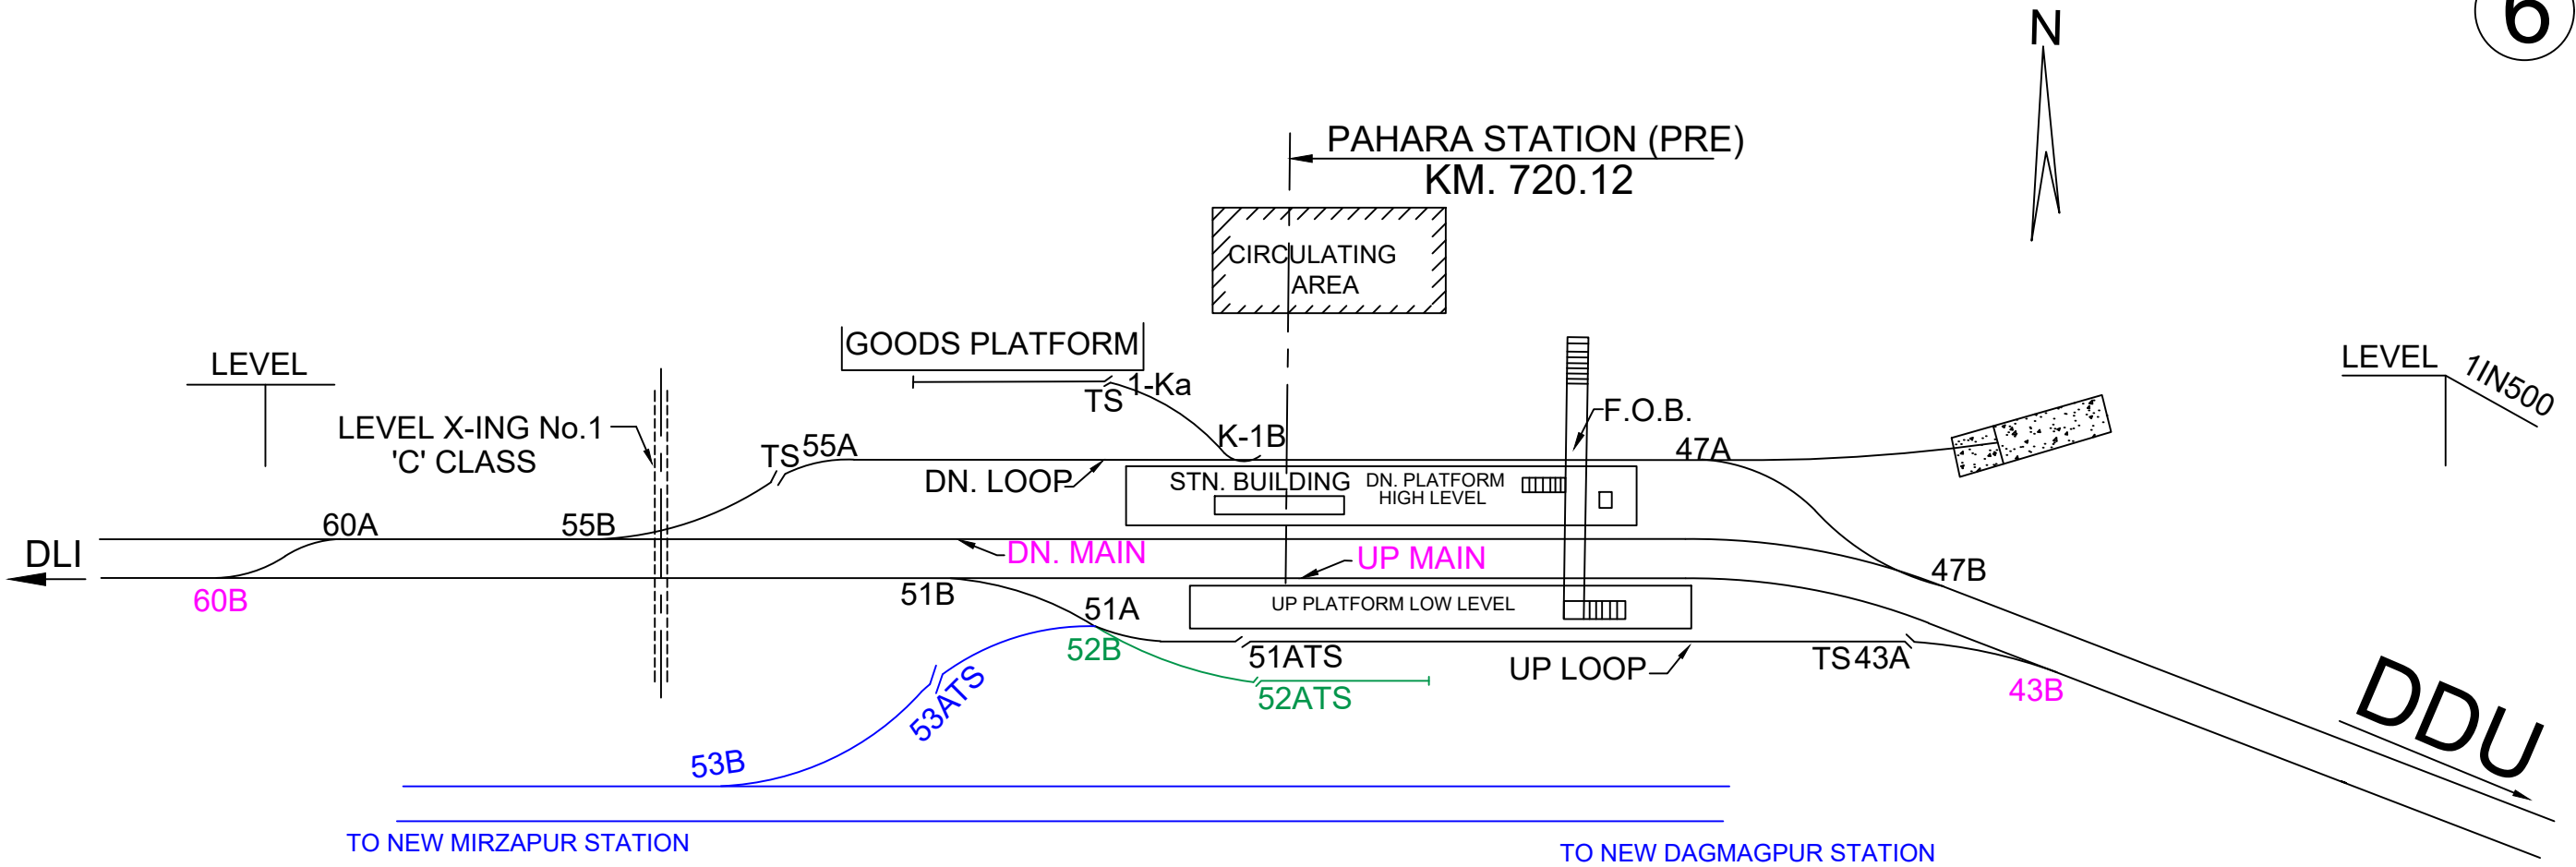 6
N
PAHARA STATION (PRE)
KM. 720.12
CIRCULATING
AREA
GOODS PLATFORM
LEVEL
LEVEL
1IN500
1-Ka
TS
LEVEL X-ING No.1
'C' CLASS
F.O.B.
K-1B
TS 55A
47A
DN. LOOP
STN. BUILDING
DN. PLATFORM
HIGH LEVEL
60A
55B
DLI
DN. MAIN
UP MAIN
47B
60B
51B
51A
UP PLATFORM LOW LEVEL
52B
51ATS
UP LOOP
TS 43A
43B
52ATS
53ATS
DDU
53B
TO NEW MIRZAPUR STATION
TO NEW DAGMAGPUR STATION